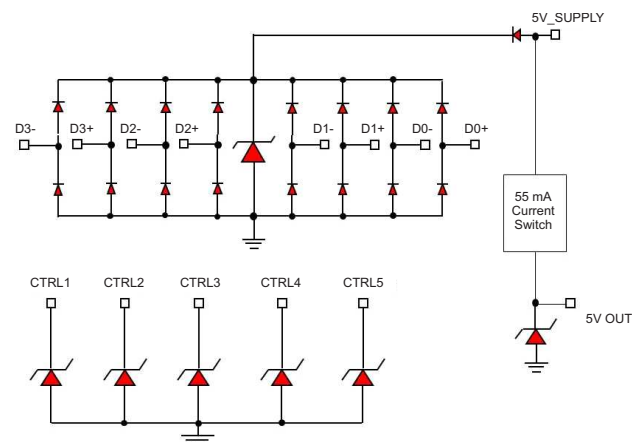 5V_SUPPLY
D3-
D3+
D2-
D2+
D1-
D1+
D0-
D0+
55 mA
Current
Switch
CTRL1
CTRL2
CTRL3
CTRL4
CTRL5
5V OUT